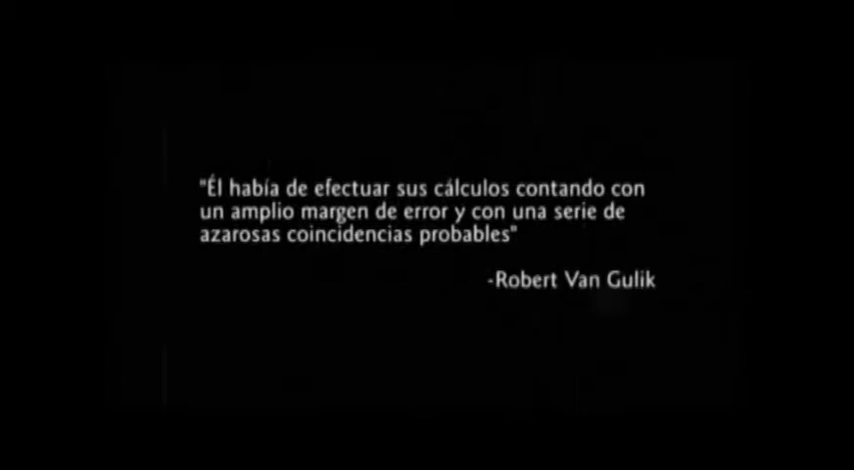 "Él había de efectuar sus cálculos contando con
un amplio margen de error y con una serie de
azarosas coincidencias probables"
-Robert Van Gulik